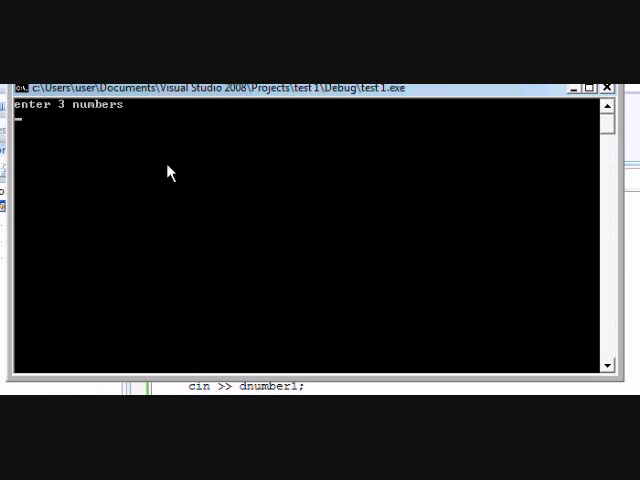 c:\Users\user\Documents\Visual Studio 2008\Projects\test 1\Debug\test 1.exe
enter 3 numbers
cin >> dnumber1;